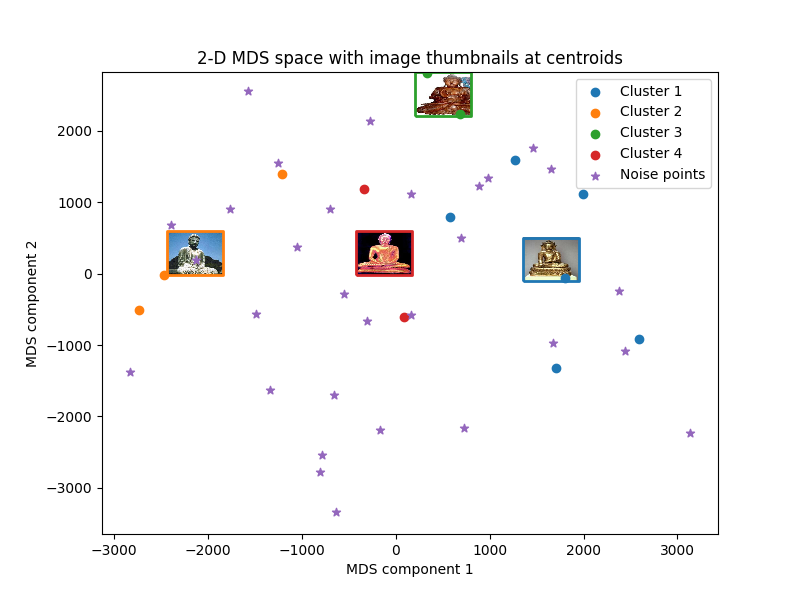 2-D MDS space with image thumbnails at centroids
Cluster 1
Cluster 2
Cluster 3
Cluster 4
Noise points
MDS component 2
2000
1000
0
−1000
−2000
−3000
−3000 −2000 −1000 0 1000 2000 3000
MDS component 1